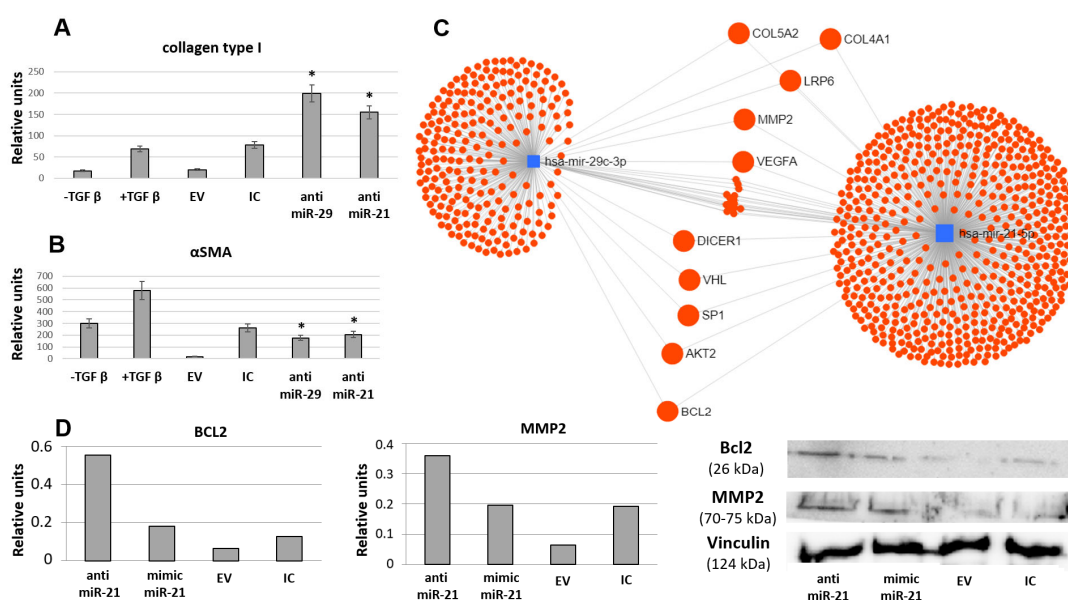 A
collagen type I
Relative units
250
200
150
100
50
0
-TGF β +TGF β EV IC anti miR-29 anti miR-21
* *
B
αSMA
Relative units
700
600
500
400
300
200
100
0
-TGF β +TGF β EV IC anti miR-29 anti miR-21
* *
C
COL5A2
COL4A1
LRP6
MMP2
VEGFA
hsa-mir-29c-3p
hsa-mir-21-5p
DICER1
VHL
SP1
AKT2
BCL2
D
BCL2
Relative units
0.6
0.4
0.2
0
anti miR-21 mimic miR-21 EV IC
MMP2
Relative units
0.4
0.3
0.2
0.1
0
anti miR-21 mimic miR-21 EV IC
Bcl2
(26 kDa)
MMP2
(70-75 kDa)
Vinculin
(124 kDa)
anti miR-21 mimic miR-21 EV IC